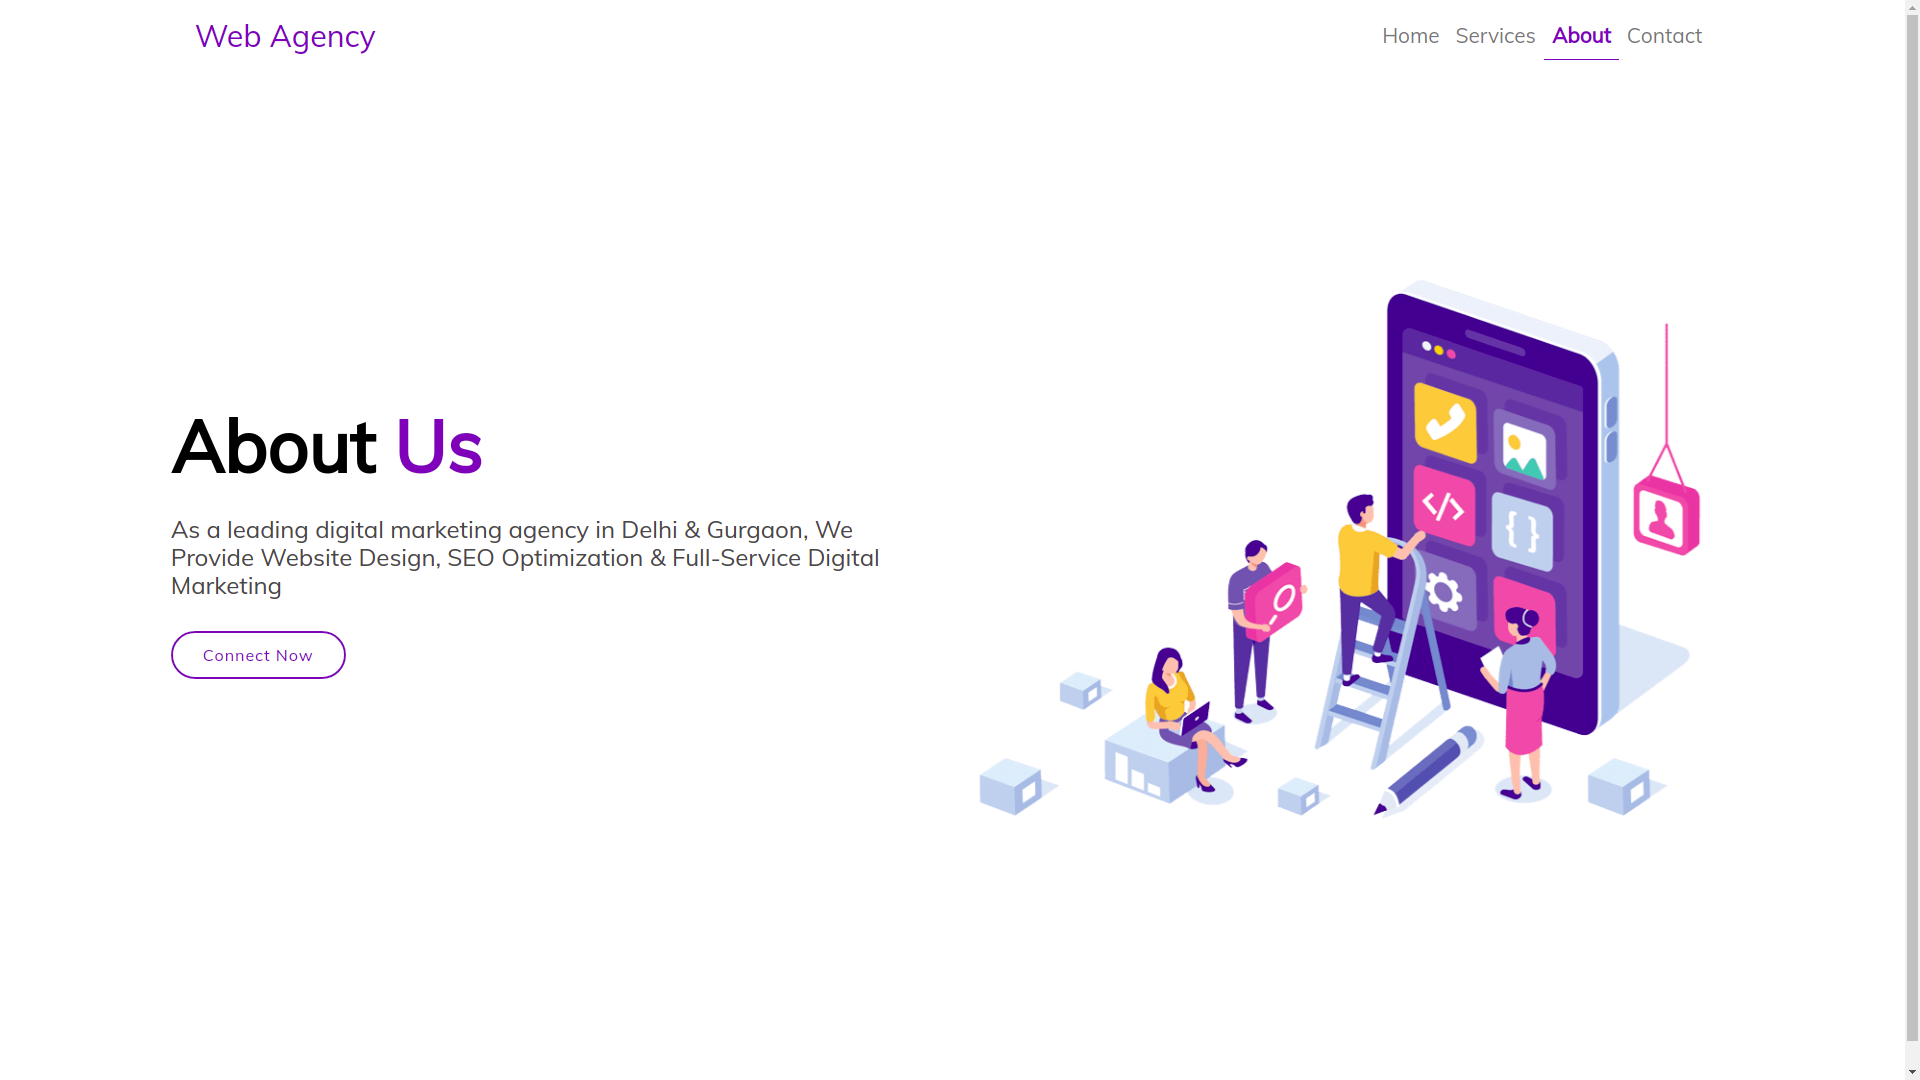 Web Agency
Home Services About Contact
About Us
As a leading digital marketing agency in Delhi & Gurgaon, We
Provide Website Design, SEO Optimization & Full-Service Digital
Marketing
Connect Now